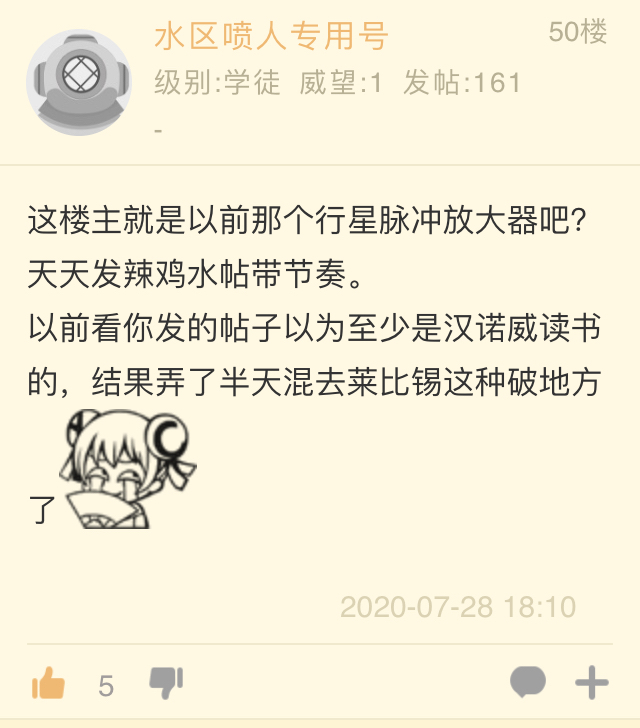 水区喷人专用号
50楼
级别:学徒 威望:1 发帖:161
-
这楼主就是以前那个行星脉冲放大器吧？
天天发辣鸡水帖带节奏。
以前看你发的帖子以为至少是汉诺威读书
的，结果弄了半天混去莱比锡这种破地方
了
2020-07-28 18:10
5